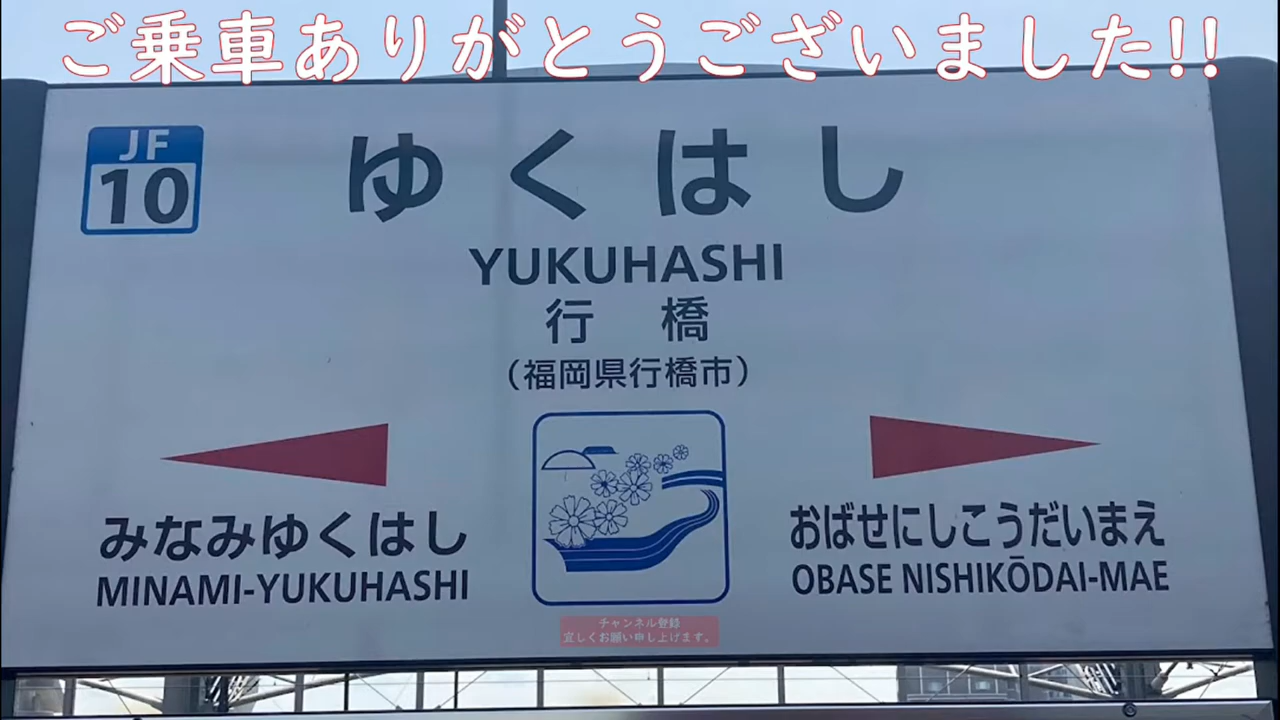 ご乗車ありがとうございました!!
JF
10
ゆくはし
YUKUHASHI
行橋
(福岡県行橋市)
みなみゆくはし
MINAMI-YUKUHASHI
おばせにしこうだいまえ
OBASE NISHIKŌDAI-MAE
チャンネル登録
宜しくお願い申し上げます。